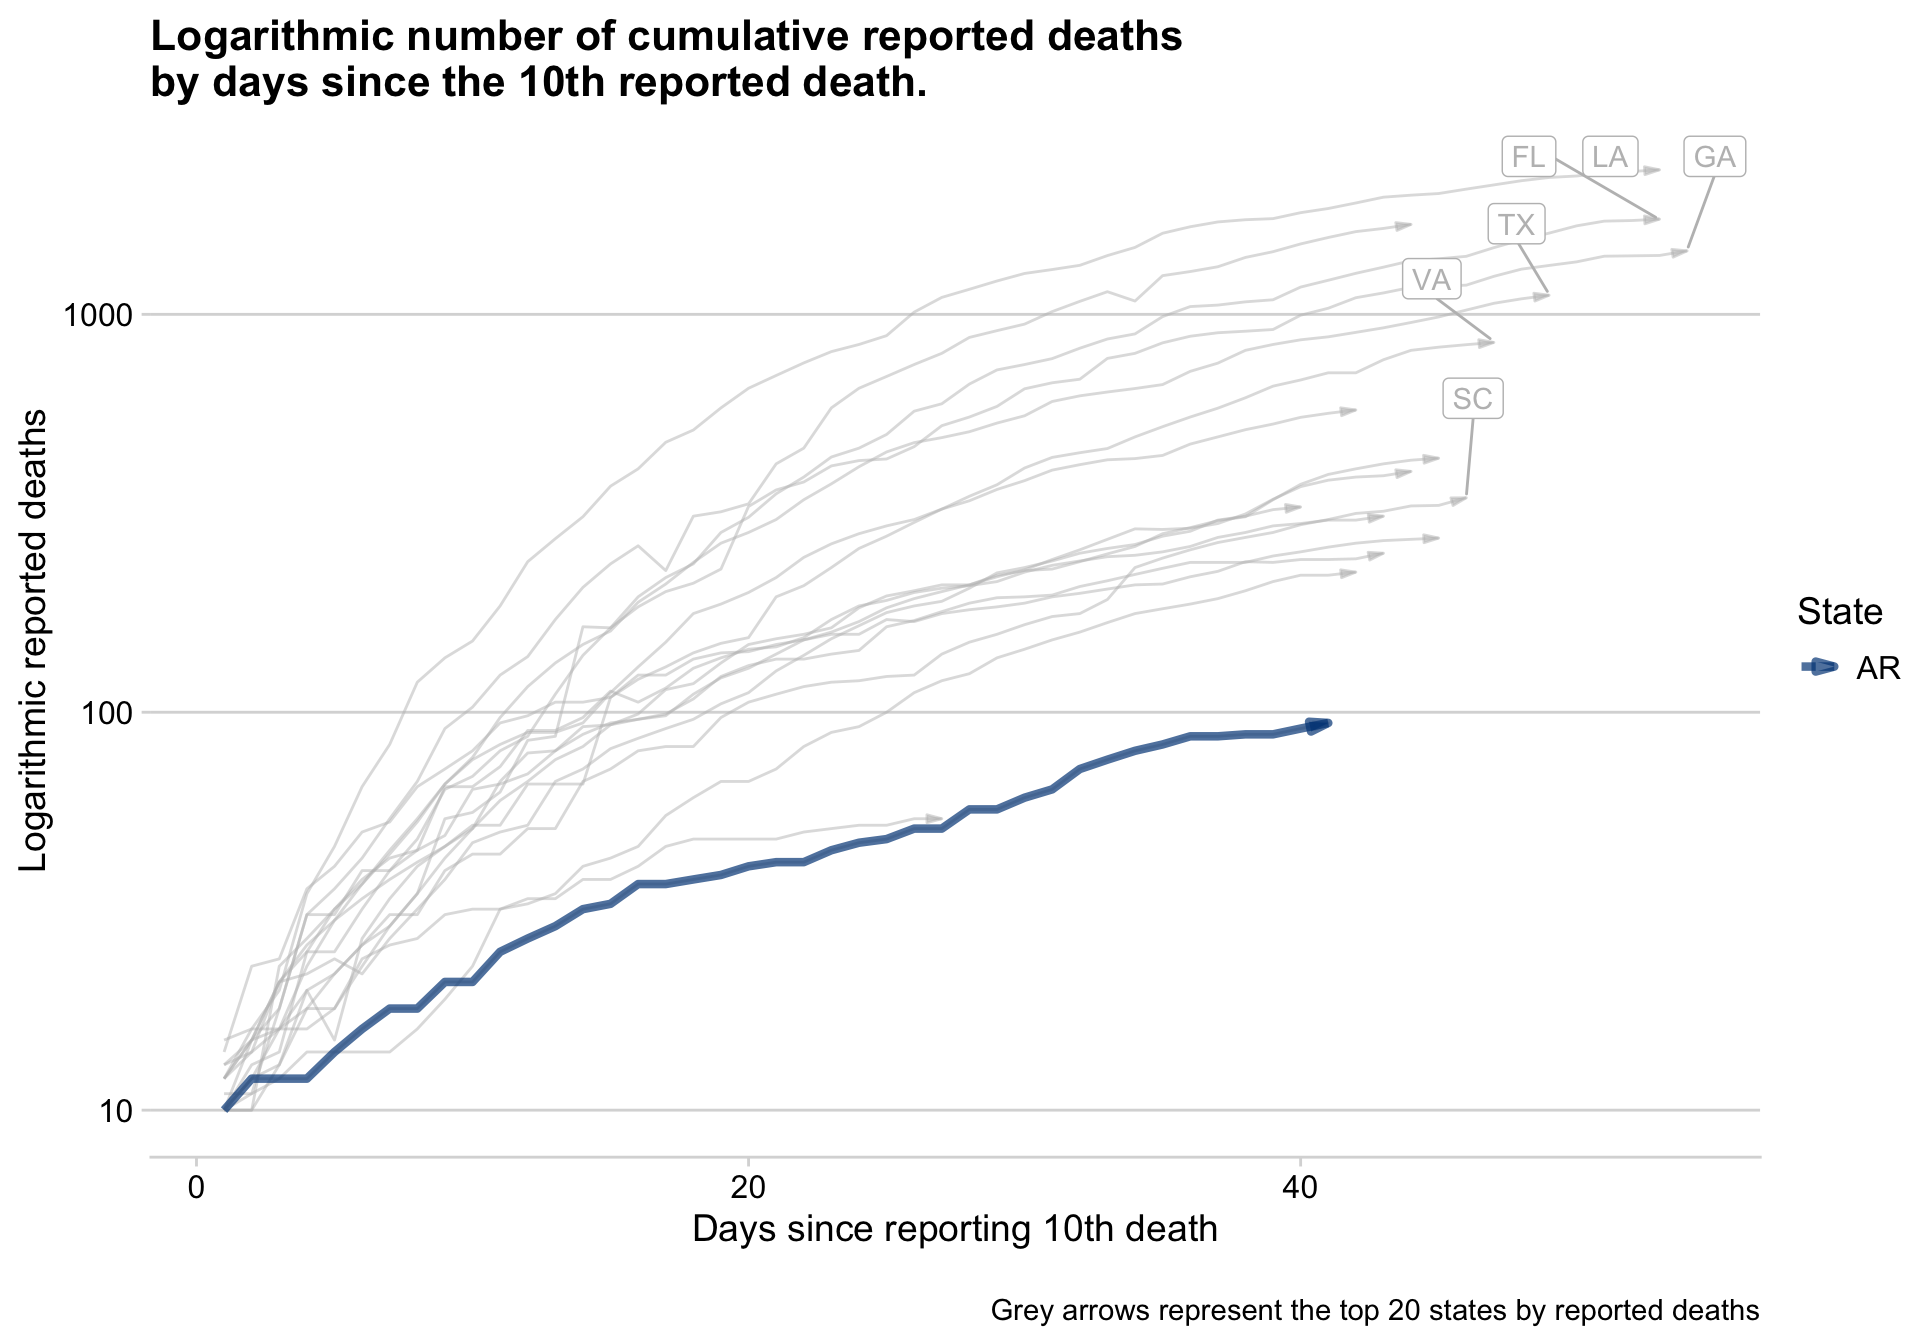 Logarithmic number of cumulative reported deaths
by days since the 10th reported death.
FL
LA
GA
TX
VA
SC
1000
100
10
Logarithmic reported deaths
State
AR
0
20
40
Days since reporting 10th death
Grey arrows represent the top 20 states by reported deaths